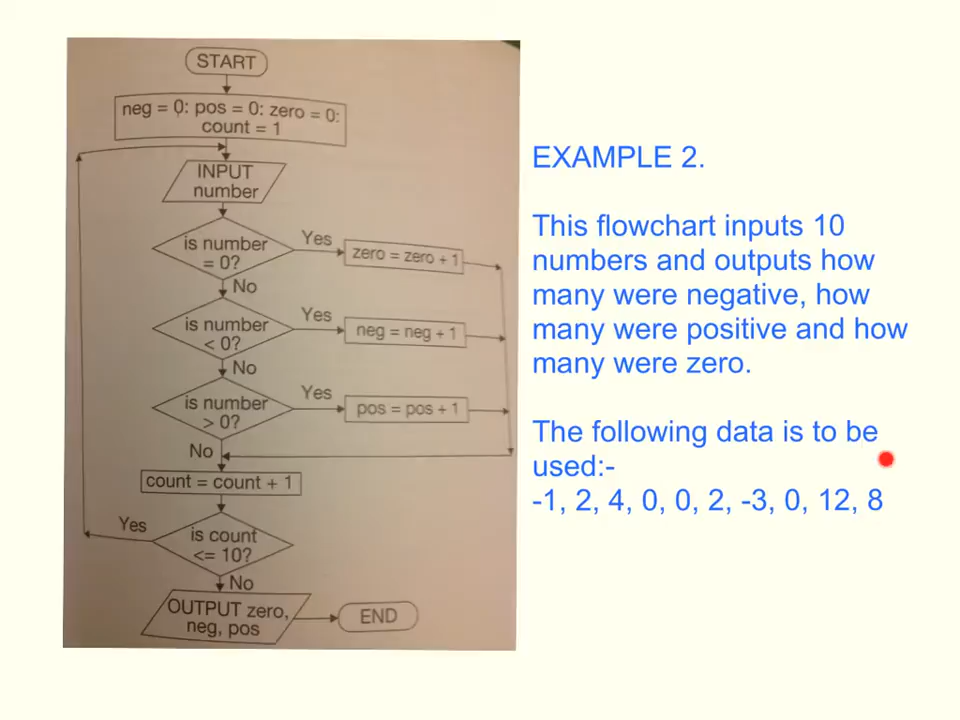 START
neg = 0: pos = 0: zero = 0:
count = 1
INPUT
number
is number
= 0?
Yes
zero = zero + 1
No
is number
< 0?
Yes
neg = neg + 1
No
is number
> 0?
Yes
pos = pos + 1
No
count = count + 1
Yes
is count
<= 10?
No
OUTPUT zero,
neg, pos
END
EXAMPLE 2.
This flowchart inputs 10
numbers and outputs how
many were negative, how
many were positive and how
many were zero.
The following data is to be
used:-
-1, 2, 4, 0, 0, 2, -3, 0, 12, 8